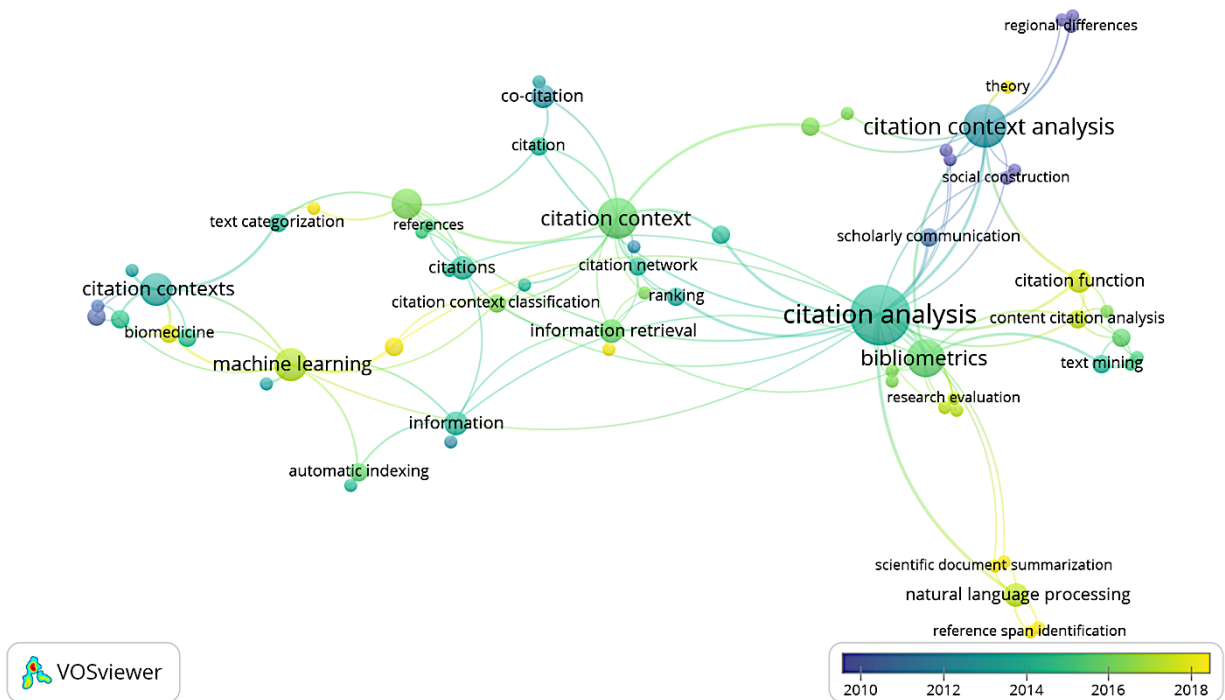 regional differences
theory
co-citation
citation context analysis
citation
social construction
text categorization
references
citation context
scholarly communication
citations
citation network
citation function
citation contexts
citation context classification
ranking
citation analysis
content citation analysis
biomedicine
information retrieval
machine learning
bibliometrics
text mining
research evaluation
information
automatic indexing
scientific document summarization
natural language processing
reference span identification
VOSviewer
2010 2012 2014 2016 2018